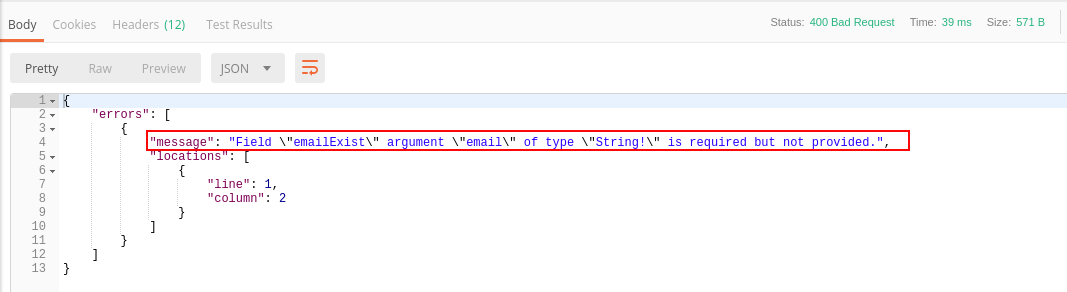 Body Cookies Headers (12) Test Results Status: 400 Bad Request Time: 39 ms Size: 571 B
Pretty Raw Preview JSON
1 {
2 "errors": [
3 {
4 "message": "Field \"emailExist\" argument \"email\" of type \"String!\" is required but not provided.",
5 "locations": [
6 {
7 "line": 1,
8 "column": 2
9 }
10 ]
11 }
12 ]
13 }